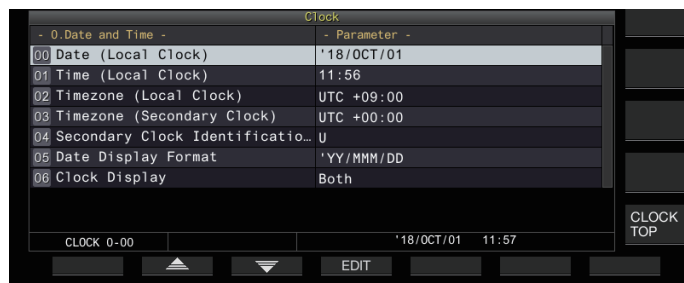 Clock
- 0.Date and Time - - Parameter -
00 Date (Local Clock) '18/OCT/01
01 Time (Local Clock) 11:56
02 Timezone (Local Clock) UTC +09:00
03 Timezone (Secondary Clock) UTC +00:00
04 Secondary Clock Identificatio… U
05 Date Display Format 'YY/MMM/DD
06 Clock Display Both
CLOCK TOP
CLOCK 0-00 '18/OCT/01 11:57
EDIT